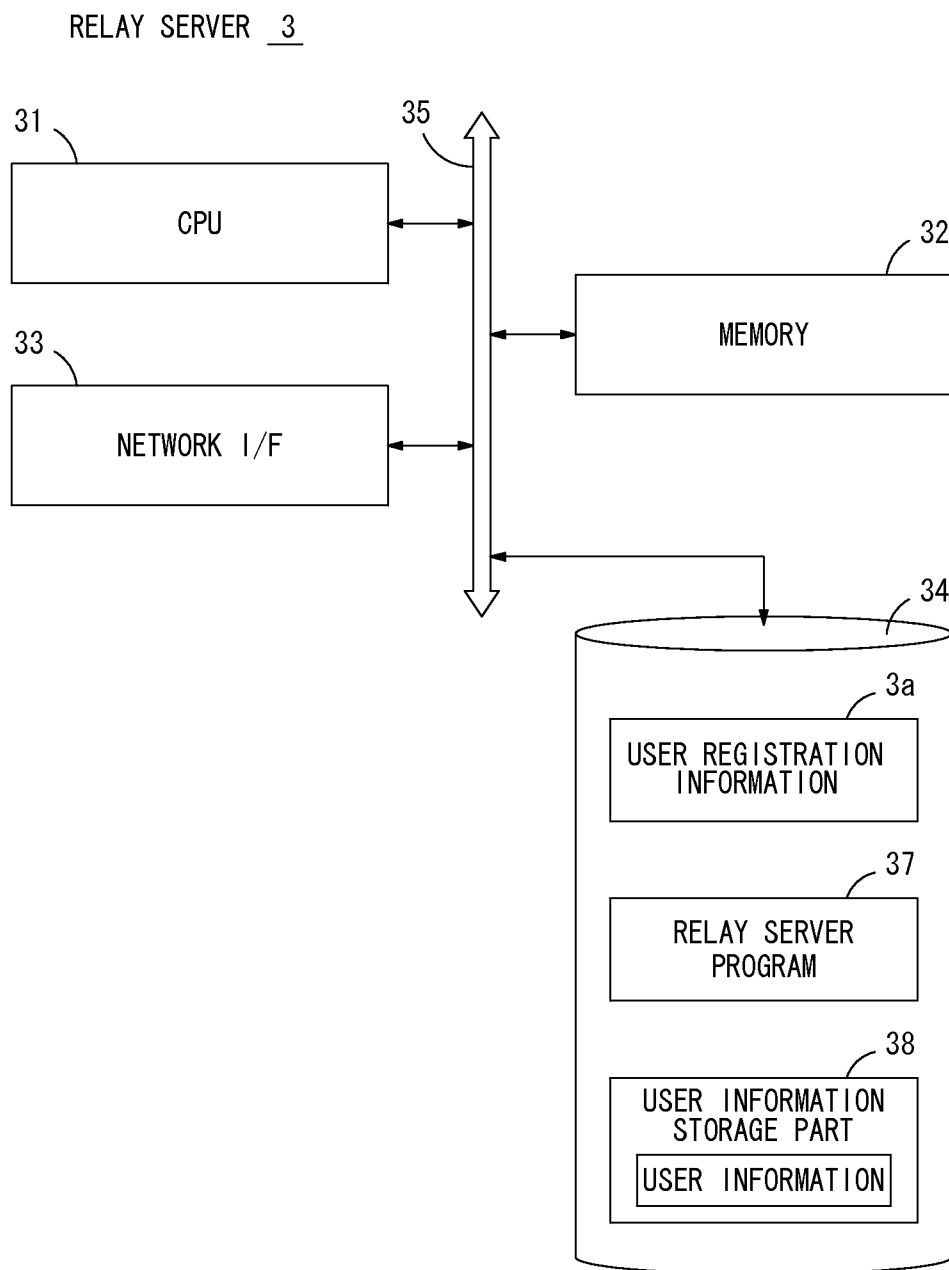 RELAY SERVER 3
31
35
CPU
32
MEMORY
33
NETWORK I/F
34
3a
USER REGISTRATION
INFORMATION
37
RELAY SERVER
PROGRAM
38
USER INFORMATION
STORAGE PART
USER INFORMATION